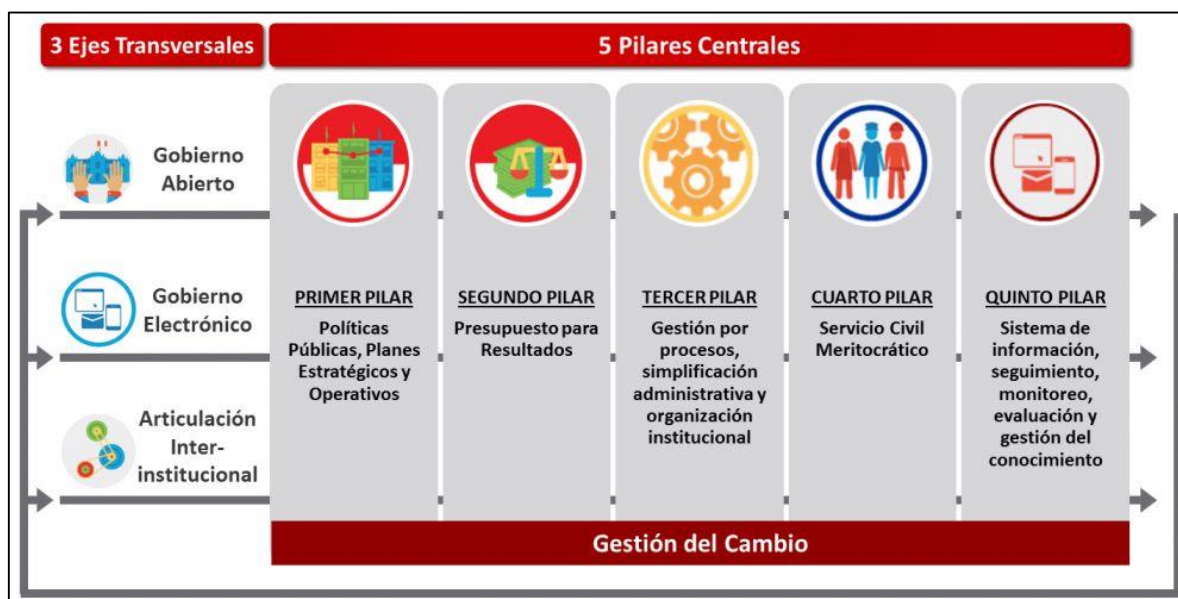 3 Ejes Transversales
5 Pilares Centrales
Gobierno
Abierto
Gobierno
Electrónico
Articulación
Inter-
institucional
PRIMER PILAR
Políticas
Públicas, Planes
Estratégicos y
Operativos
SEGUNDO PILAR
Presupuesto para
Resultados
TERCER PILAR
Gestión por
procesos,
simplificación
administrativa y
organización
institucional
CUARTO PILAR
Servicio Civil
Meritocrático
QUINTO PILAR
Sistema de
información,
seguimiento,
monitoreo,
evaluación y
gestión del
conocimiento
Gestión del Cambio